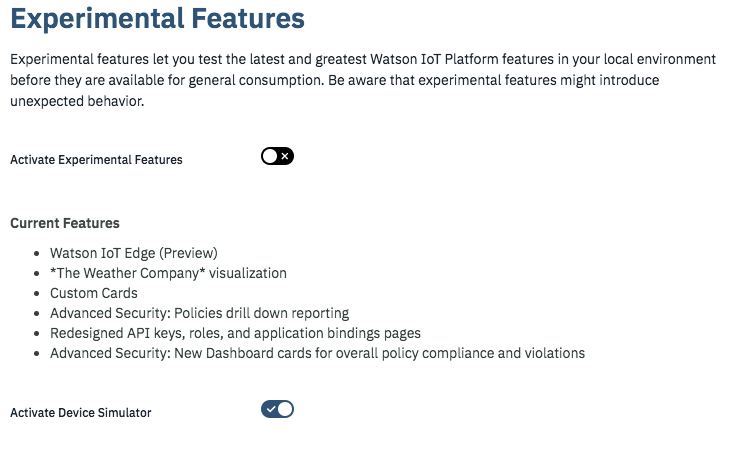 Experimental Features
Experimental features let you test the latest and greatest Watson IoT Platform features in your local environment
before they are available for general consumption. Be aware that experimental features might introduce
unexpected behavior.
Activate Experimental Features
Current Features
• Watson IoT Edge (Preview)
• *The Weather Company* visualization
• Custom Cards
• Advanced Security: Policies drill down reporting
• Redesigned API keys, roles, and application bindings pages
• Advanced Security: New Dashboard cards for overall policy compliance and violations
Activate Device Simulator